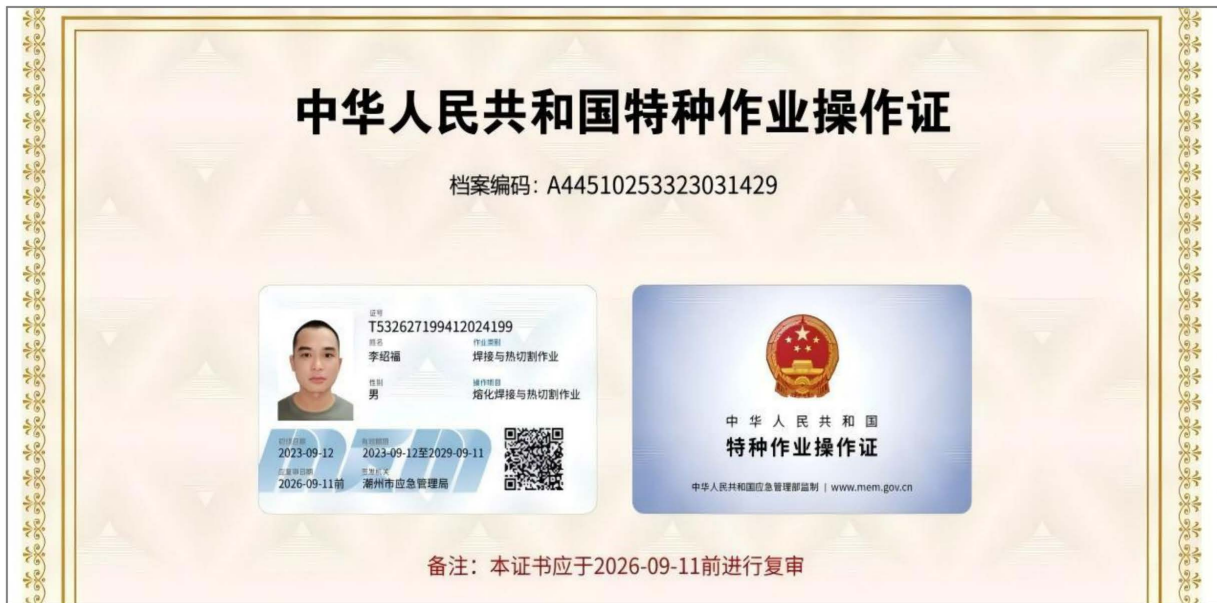 中华人民共和国特种作业操作证
档案编码：A44510253323031429
证号
T532627199412024199
姓名
李绍福
作业类别
焊接与热切割作业
性别
男
操作项目
熔化焊接与热切割作业
初领日期
2023-09-12
有效期限
2023-09-12至2029-09-11
应复审日期
2026-09-11前
签发机关
潮州市应急管理局
中华人民共和国
特种作业操作证
中华人民共和国应急管理部监制 | www.mem.gov.cn
备注：本证书应于2026-09-11前进行复审